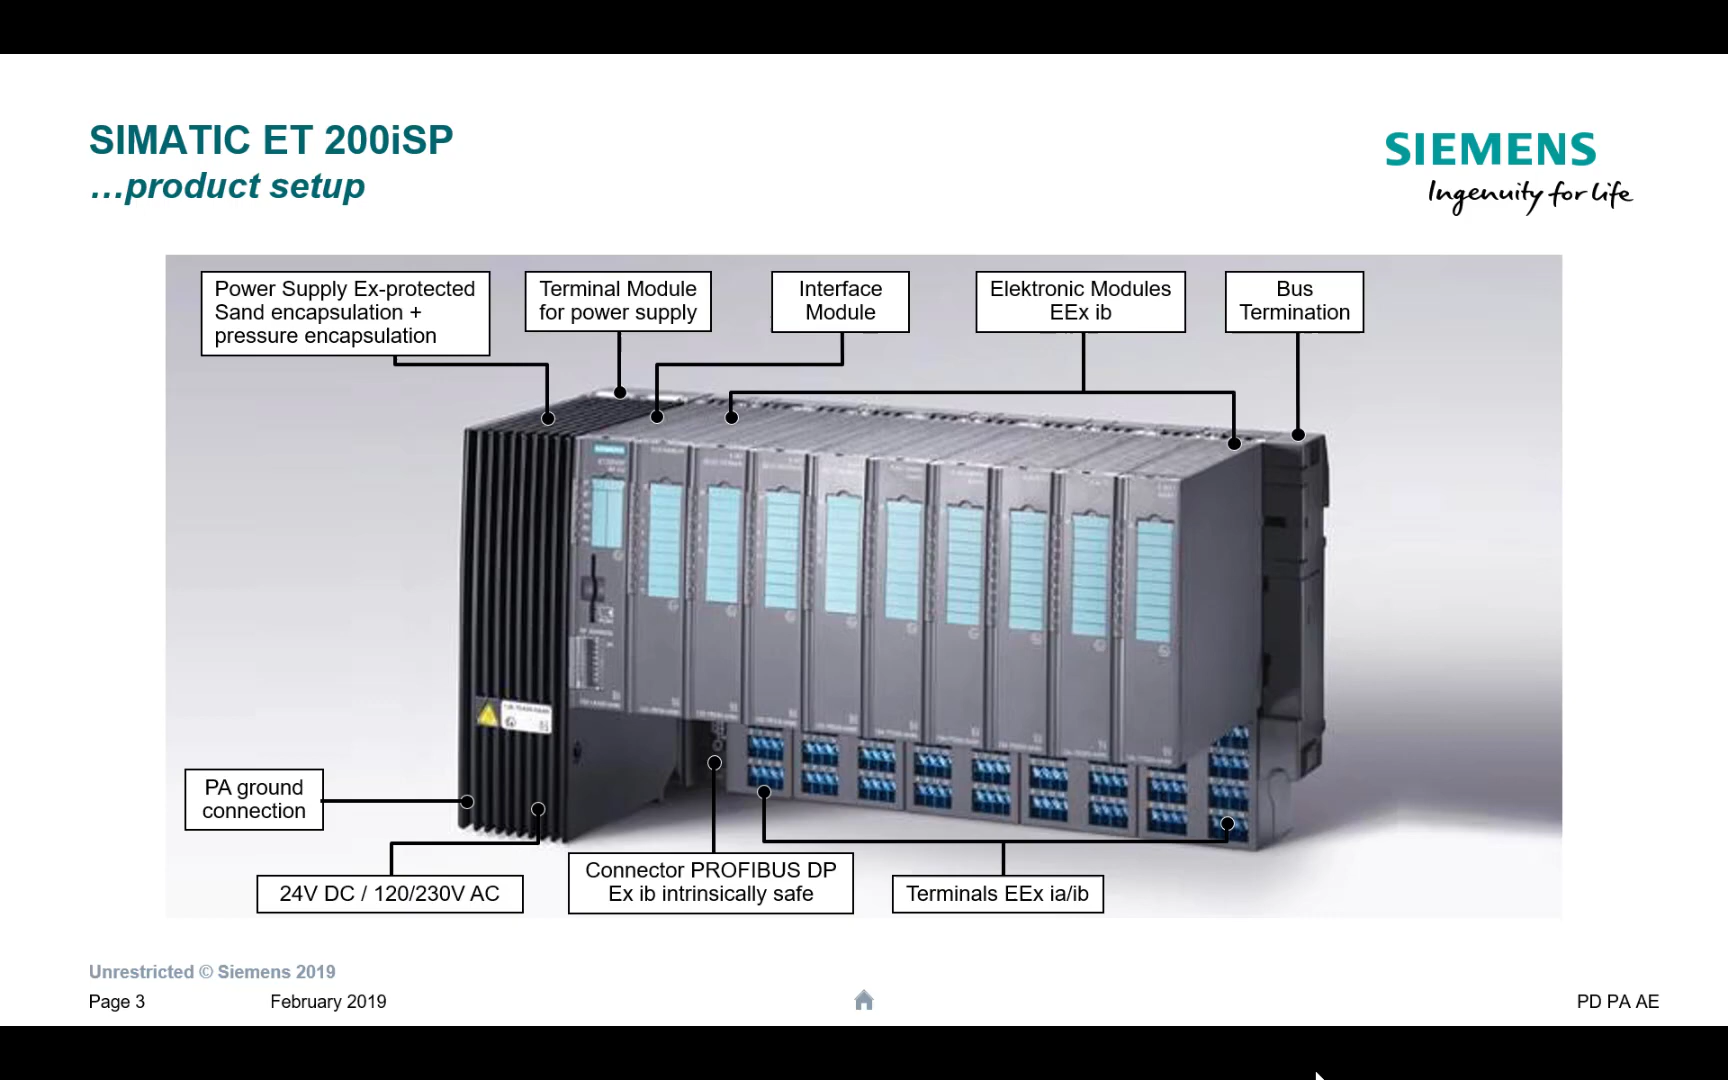 SIMATIC ET 200iSP
...product setup
SIEMENS
Ingenuity for life
Power Supply Ex-protected
Sand encapsulation +
pressure encapsulation
Terminal Module
for power supply
Interface
Module
Elektronic Modules
EEx ib
Bus
Termination
SIEMENS
PA ground
connection
24V DC / 120/230V AC
Connector PROFIBUS DP
Ex ib intrinsically safe
Terminals EEx ia/ib
Unrestricted © Siemens 2019
Page 3
February 2019
PD PA AE